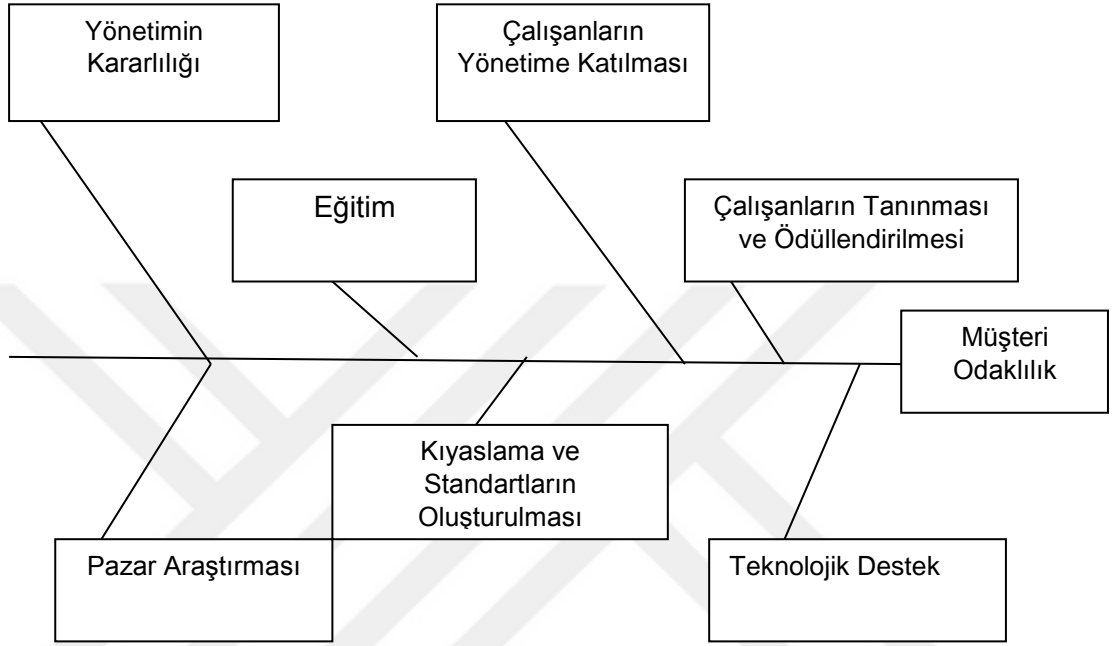 Yönetimin
Kararlılığı
Çalışanların
Yönetime Katılması
Eğitim
Çalışanların Tanınması
ve Ödüllendirilmesi
Müşteri
Odaklılık
Kıyaslama ve
Standartların
Oluşturulması
Pazar Araştırması
Teknolojik Destek